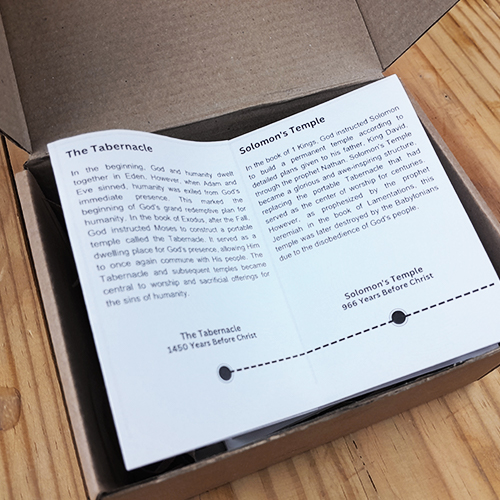 The Tabernacle
In the beginning, God and humanity dwelt
together in Eden. However, when Adam and
Eve sinned, humanity was exiled from God's
immediate presence. This marked the
beginning of God's grand redemptive plan for
humanity. In the book of Exodus, after the Fall,
God instructed Moses to construct a portable
temple called the Tabernacle. It served as a
dwelling place for God's presence, allowing Him
to once again commune with His people. The
Tabernacle and subsequent temples became
central to worship and sacrificial offerings for
the sins of humanity.
The Tabernacle
1450 Years Before Christ
Solomon's Temple
In the book of 1 Kings, God instructed Solomon
to build a permanent temple according to
detailed plans given to his father, King David,
through the prophet Nathan. Solomon's Temple
became a glorious and awe-inspiring structure,
replacing the portable Tabernacle that had
served as the center of worship for centuries.
However, as prophesized by the prophet
Jeremiah in the book of Lamentations, this
temple was later destroyed by the Babylonians
due to the disobedience of God's people.
Solomon's Temple
966 Years Before Christ